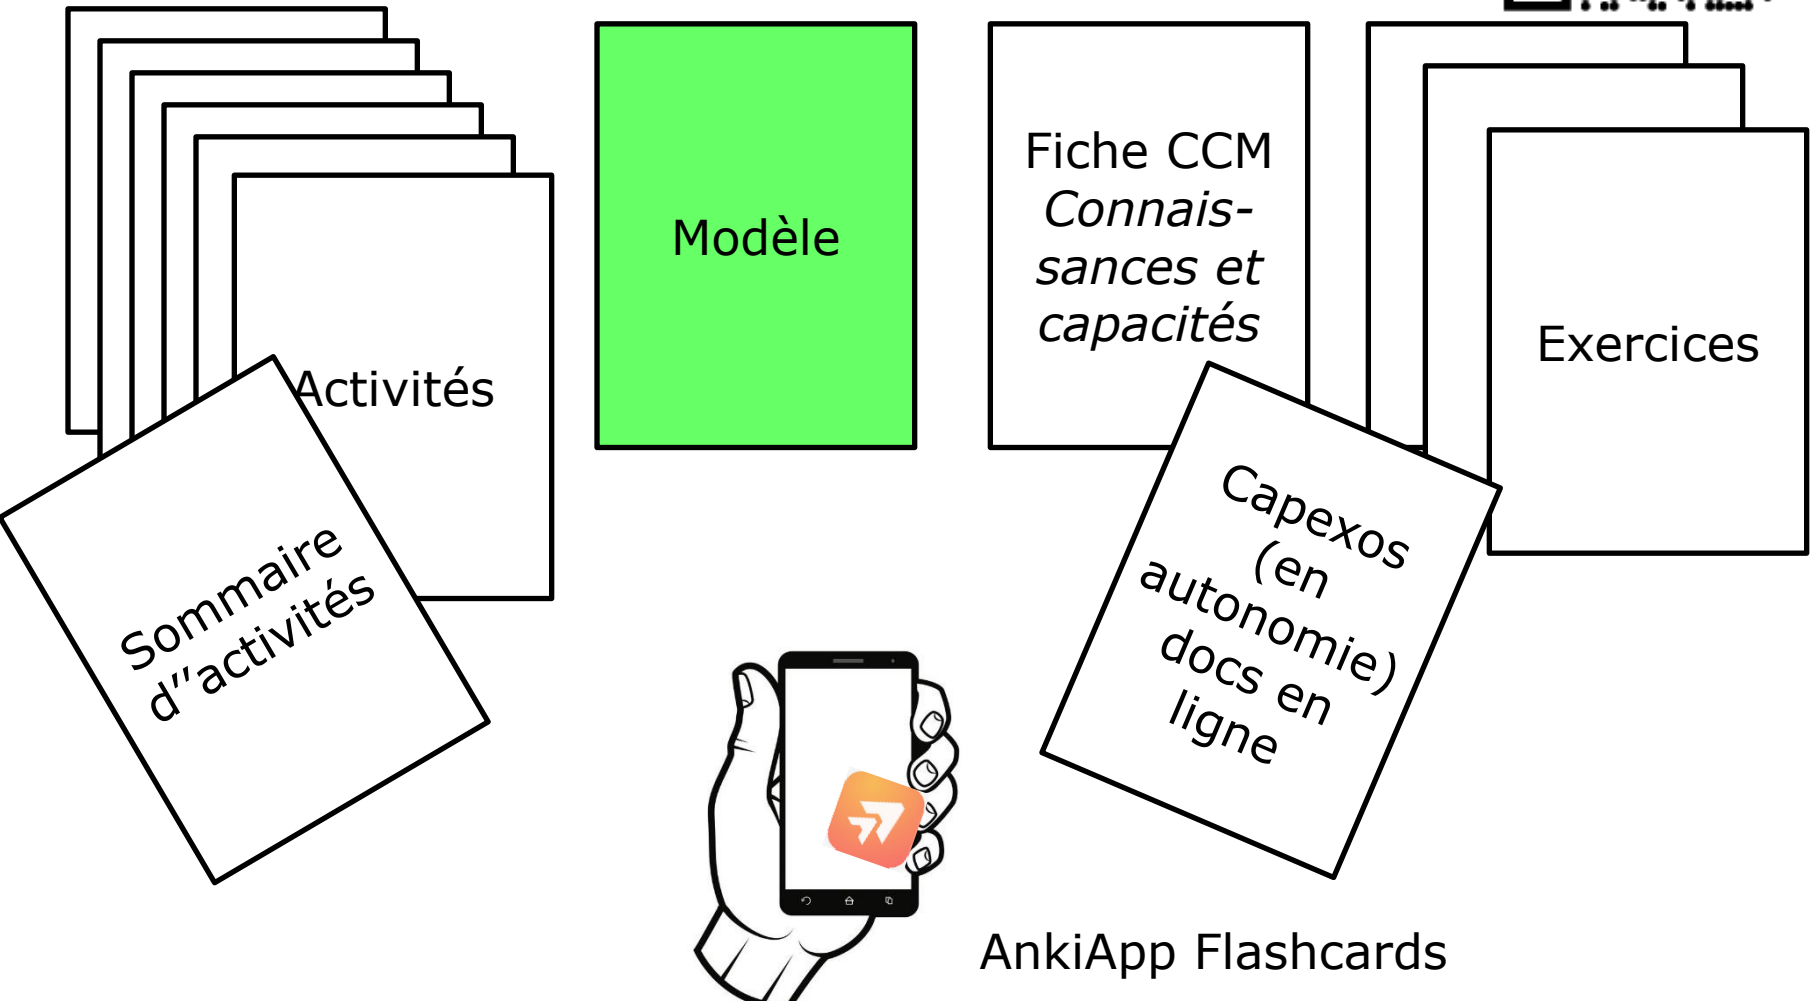 Activités
Sommaire
d''activités
Modèle
Fiche CCM
Connais-
sances et
capacités
Capexos
(en
autonomie)
docs en
ligne
Exercices
AnkiApp Flashcards